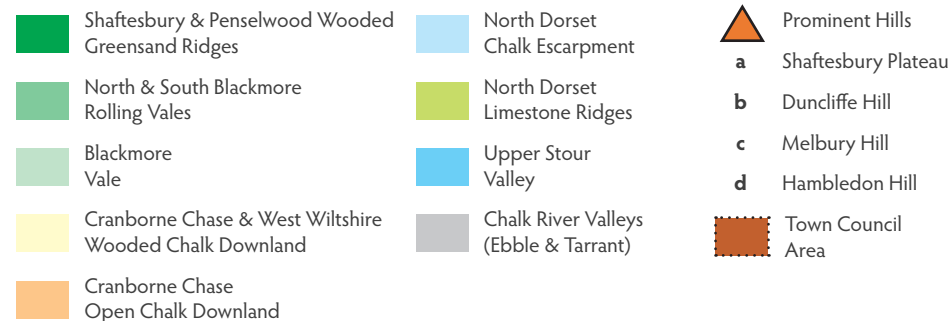 Shaftesbury & Penselwood Wooded
Greensand Ridges
North & South Blackmore
Rolling Vales
Blackmore
Vale
Cranborne Chase & West Wiltshire
Wooded Chalk Downland
Cranborne Chase
Open Chalk Downland
North Dorset
Chalk Escarpment
North Dorset
Limestone Ridges
Upper Stour
Valley
Chalk River Valleys
(Ebble & Tarrant)
Prominent Hills
a Shaftesbury Plateau
b Duncliffe Hill
c Melbury Hill
d Hambledon Hill
Town Council
Area